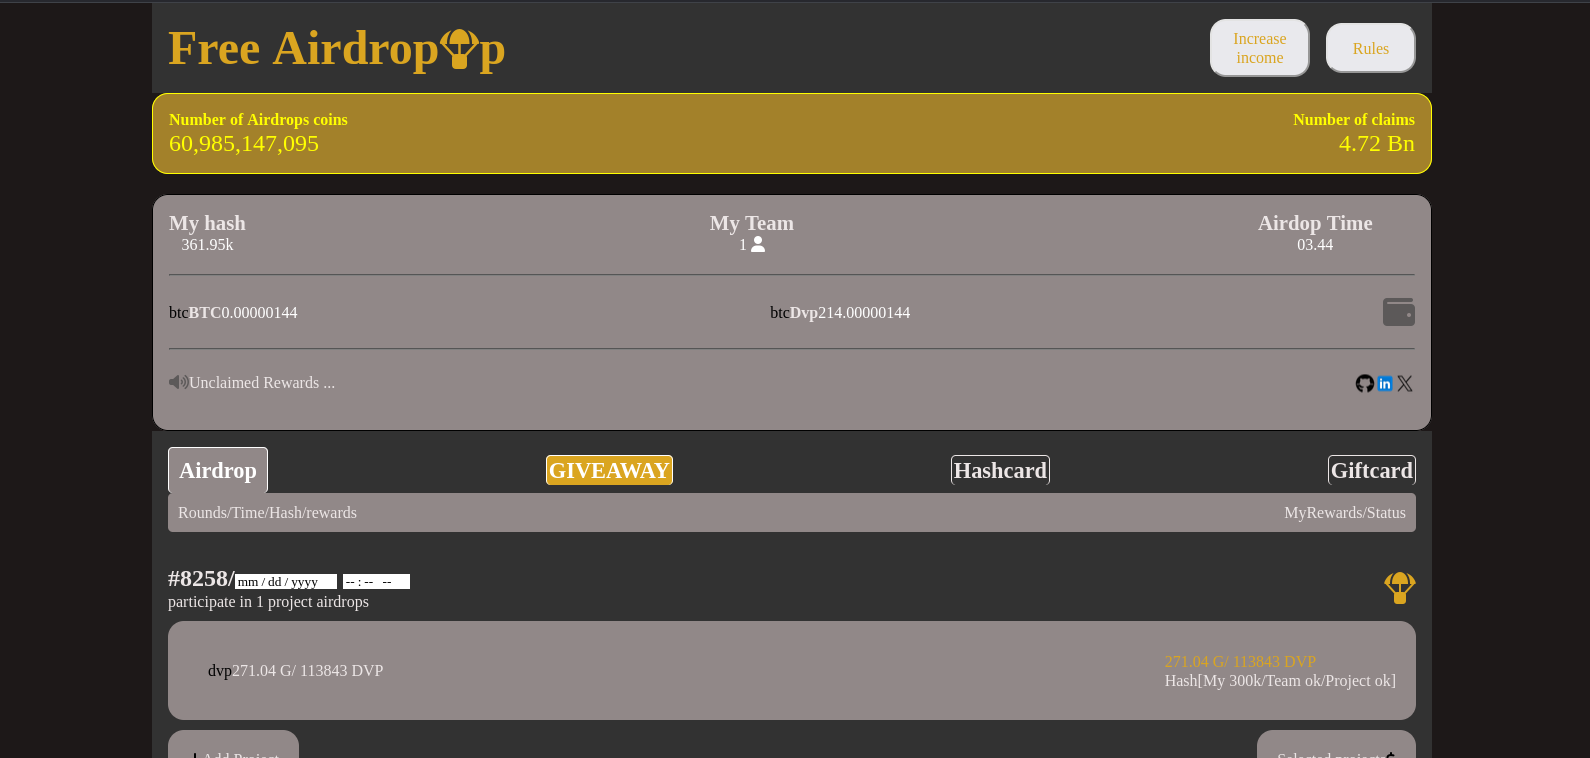 Free Airdrop p
Increase
income
Rules
Number of Airdrops coins
60,985,147,095
Number of claims
4.72 Bn
My hash
361.95k
My Team
1
Airdop Time
03.44
btcBTC0.00000144
btcDvp214.00000144
Unclaimed Rewards ...
Airdrop
GIVEAWAY
Hashcard
Giftcard
Rounds/Time/Hash/rewards
MyRewards/Status
#8258/mm / dd / yyyy -- : -- --
participate in 1 project airdrops
dvp271.04 G/ 113843 DVP
271.04 G/ 113843 DVP
Hash[My 300k/Team ok/Project ok]
Add Project
Selected projects